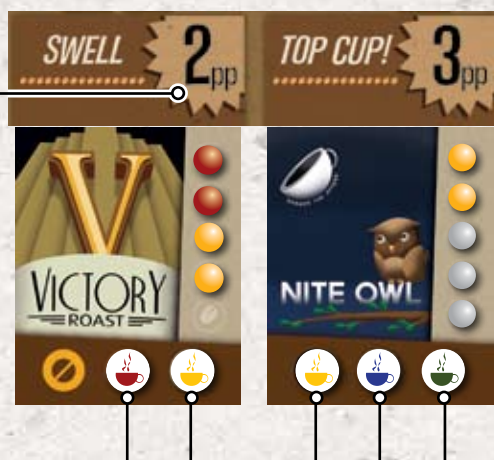 SWELL
2pp
TOP CUP!
3pp
V
VICTORY
ROAST
NITE OWL